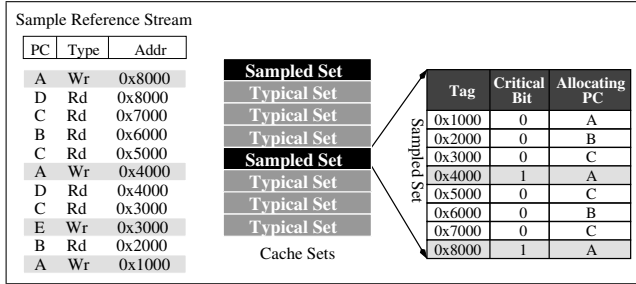 Sample Reference Stream
PC Type Addr
A Wr 0x8000
D Rd 0x8000
C Rd 0x7000
B Rd 0x6000
C Rd 0x5000
A Wr 0x4000
D Rd 0x4000
C Rd 0x3000
E Wr 0x3000
B Rd 0x2000
A Wr 0x1000
Sampled Set
Typical Set
Typical Set
Typical Set
Sampled Set
Typical Set
Typical Set
Typical Set
Cache Sets
Sampled Set
Tag Critical Bit Allocating PC
0x1000 0 A
0x2000 0 B
0x3000 0 C
0x4000 1 A
0x5000 0 C
0x6000 0 B
0x7000 0 C
0x8000 1 A